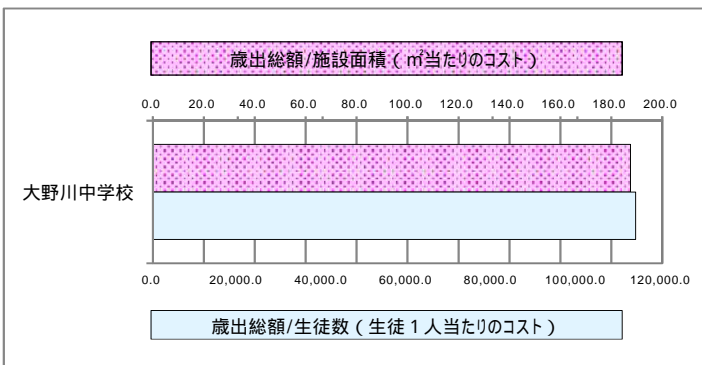 歳出総額/施設面積（㎡当たりのコスト）
0.0 20.0 40.0 60.0 80.0 100.0 120.0 140.0 160.0 180.0 200.0
大野川中学校
0.0 20,000.0 40,000.0 60,000.0 80,000.0 100,000.0 120,000.0
歳出総額/生徒数（生徒１人当たりのコスト）